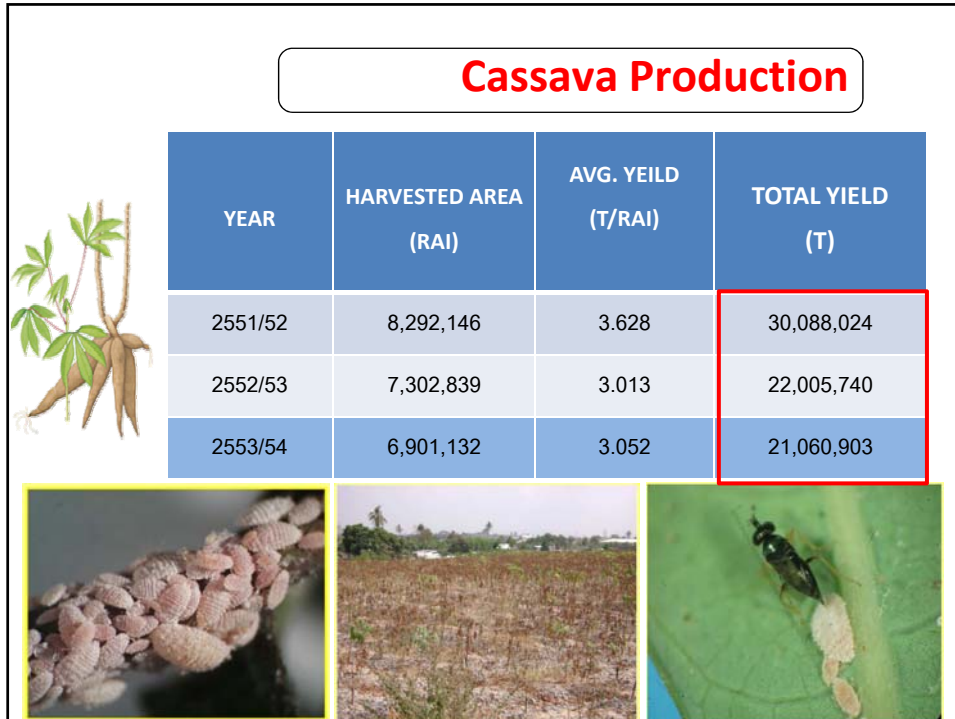 Cassava Production
YEAR
HARVESTED AREA
(RAI)
AVG. YEILD
(T/RAI)
TOTAL YIELD
(T)
2551/52 8,292,146 3.628 30,088,024
2552/53 7,302,839 3.013 22,005,740
2553/54 6,901,132 3.052 21,060,903